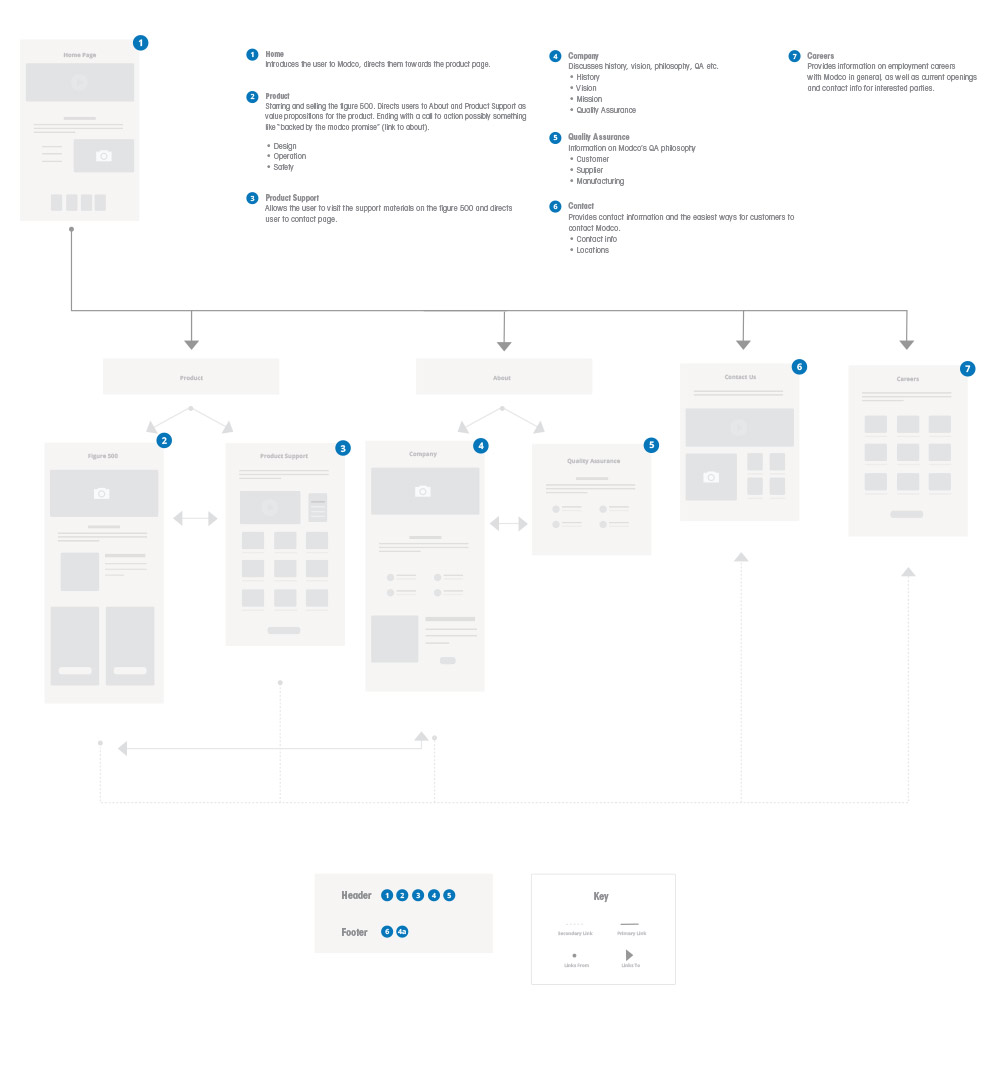 Home Page
1
1 Home
Introduces the user to Modco, directs them towards the product page.
2 Product
Starring and selling the figure 500. Directs users to About and Product Support as
value propositions for the product. Ending with a call to action possibly something
like "backed by the modco promise" (link to about).
• Design
• Operation
• Safety
3 Product Support
Allows the user to visit the support materials on the figure 500 and directs
user to contact page.
4 Company
Discusses history, vision, philosophy, QA etc.
• History
• Vision
• Mission
• Quality Assurance
5 Quality Assurance
Information on Modco's QA philosophy
• Customer
• Supplier
• Manufacturing
6 Contact
Provides contact information and the easiest ways for customers to
contact Modco.
• Contact info
• Locations
7 Careers
Provides information on employment careers
with Modco in general, as well as current openings
and contact info for interested parties.
Product
About
Contact Us
6
Careers
7
Figure 500
2
Product Support
3
Company
4
Quality Assurance
5
Header 1 2 3 4 5
Footer 6 4a
Key
Secondary Link
Primary Link
Links From
Links To